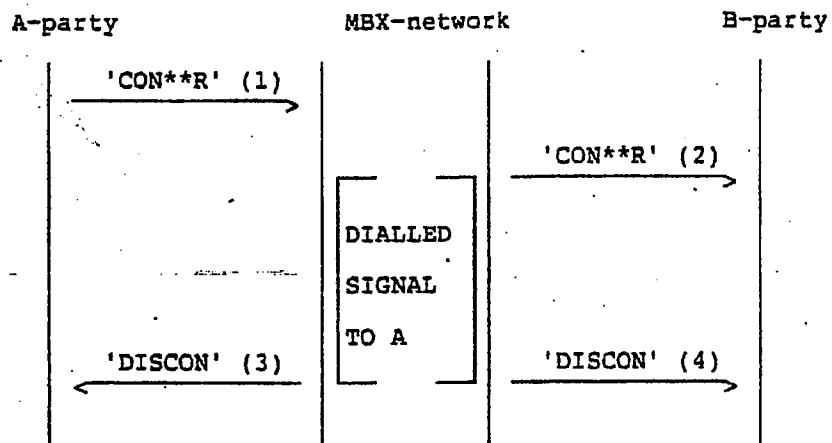 A-party MBX-network B-party
'CON**R' (1)
'CON**R' (2)
DIALLED
SIGNAL
TO A
'DISCON' (3) 'DISCON' (4)